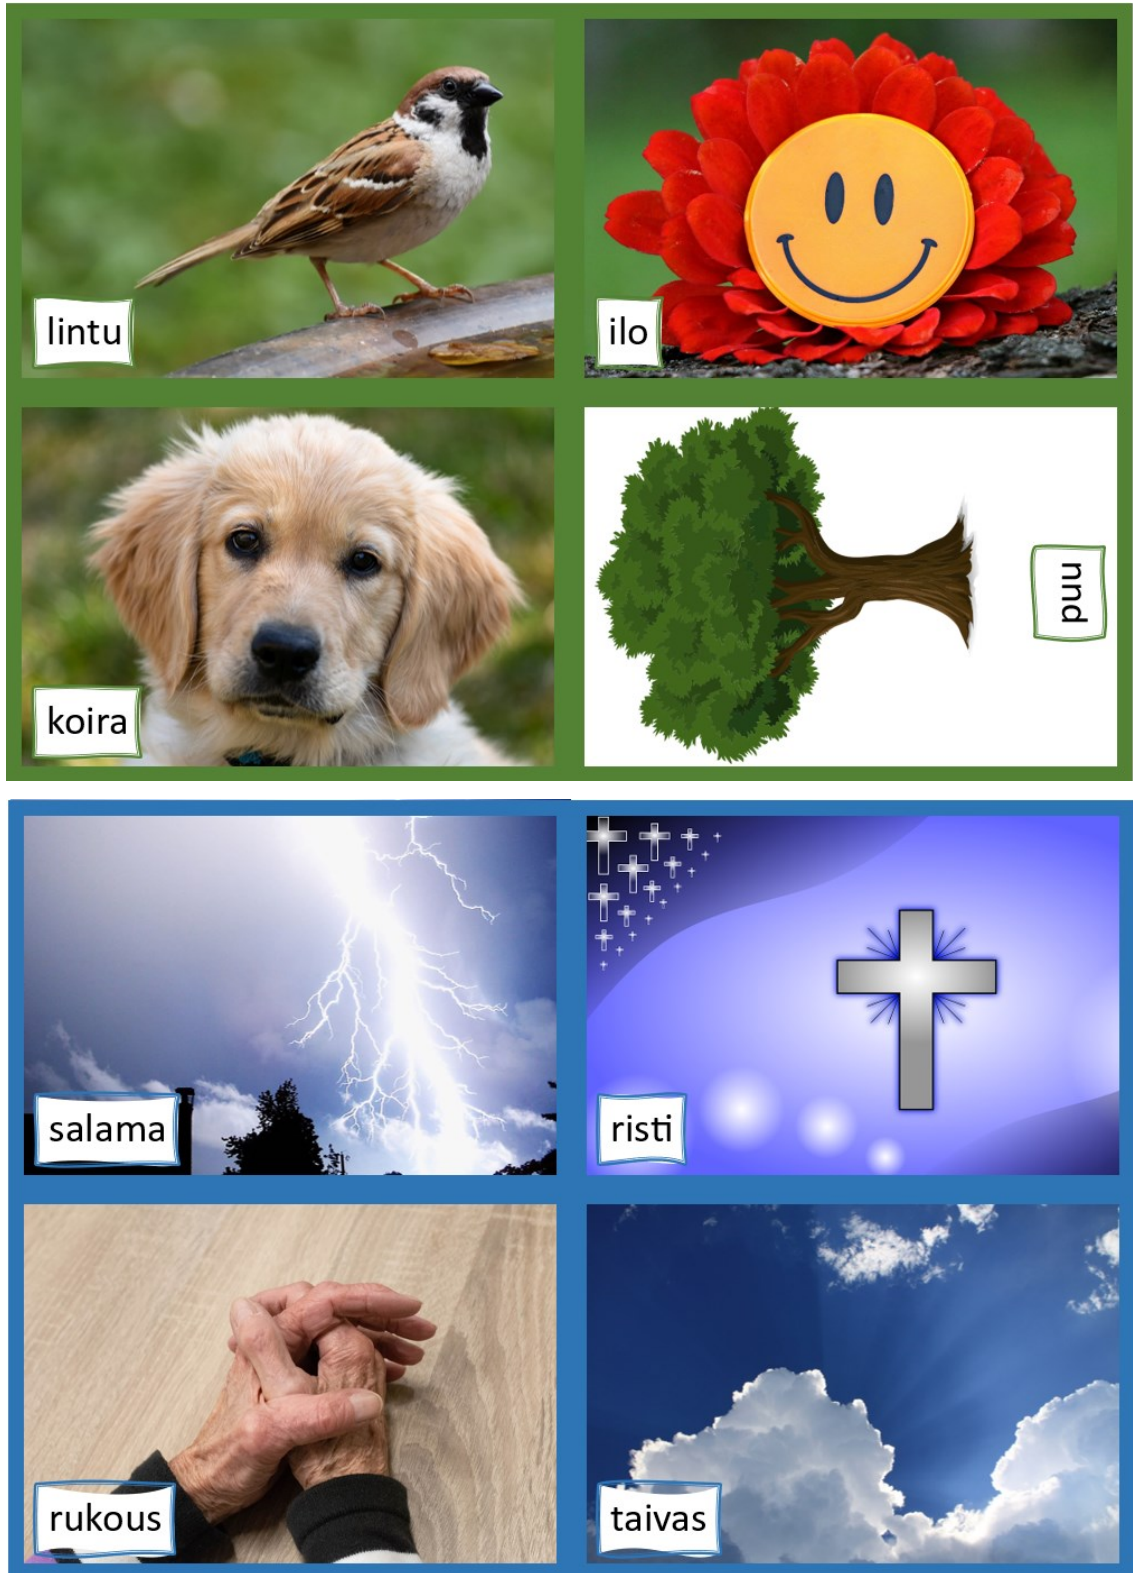 lintu
ilo
koira
puu
salama
risti
rukous
taivas